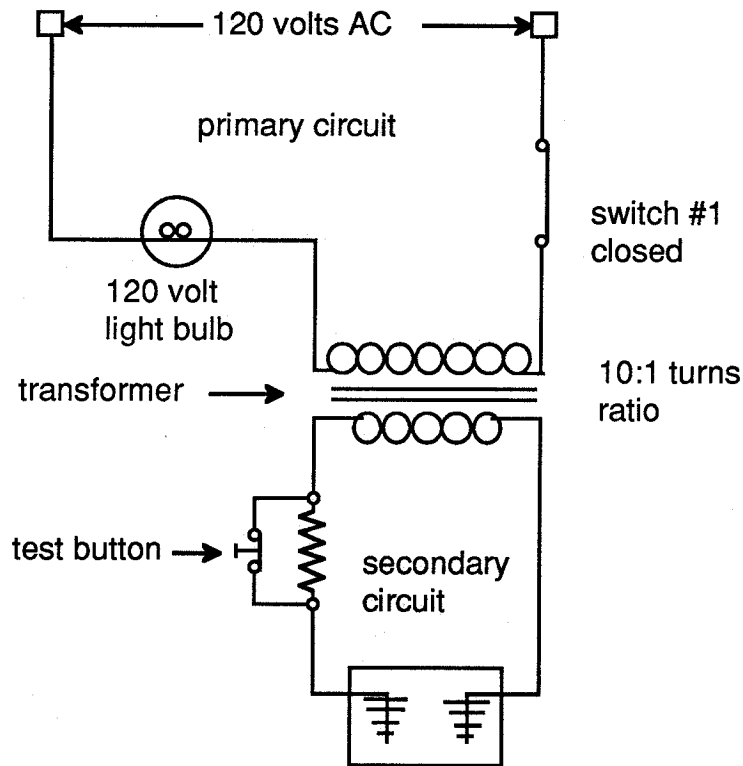 120 volts AC
primary circuit
switch #1
closed
120 volt
light bulb
transformer
10:1 turns
ratio
test button
secondary
circuit